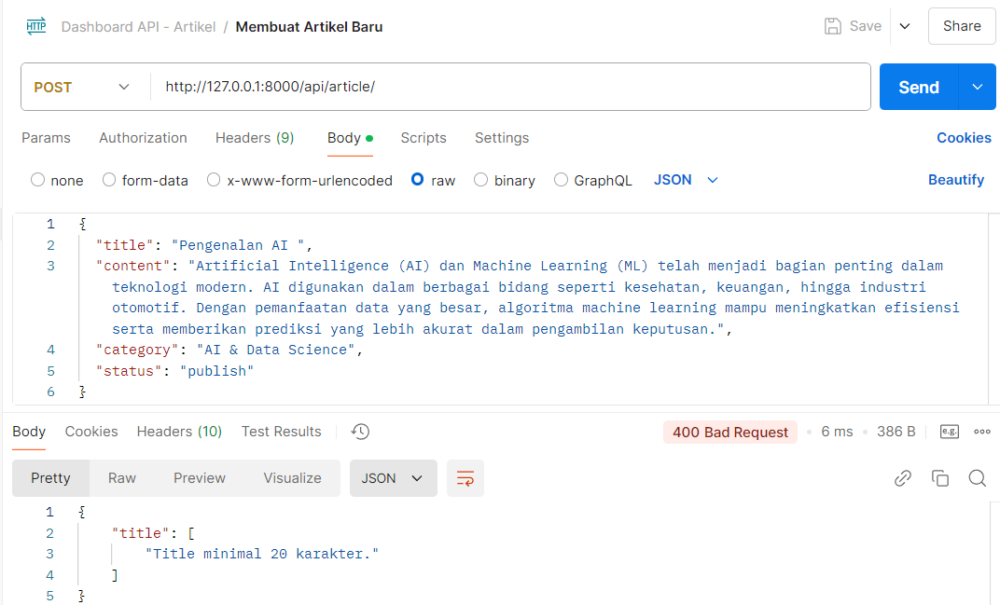 HTTP Dashboard API - Artikel / Membuat Artikel Baru Save Share
POST http://127.0.0.1:8000/api/article/ Send
Params Authorization Headers (9) Body Scripts Settings Cookies
none form-data x-www-form-urlencoded raw binary GraphQL JSON Beautify
1 {
2 "title": "Pengenalan AI ",
3 "content": "Artificial Intelligence (AI) dan Machine Learning (ML) telah menjadi bagian penting dalam
teknologi modern. AI digunakan dalam berbagai bidang seperti kesehatan, keuangan, hingga industri
otomotif. Dengan pemanfaatan data yang besar, algoritma machine learning mampu meningkatkan efisiensi
serta memberikan prediksi yang lebih akurat dalam pengambilan keputusan.",
4 "category": "AI & Data Science",
5 "status": "publish"
6 }
Body Cookies Headers (10) Test Results 400 Bad Request 6 ms 386 B e.g.
Pretty Raw Preview Visualize JSON
1 {
2 "title": [
3 "Title minimal 20 karakter."
4 ]
5 }